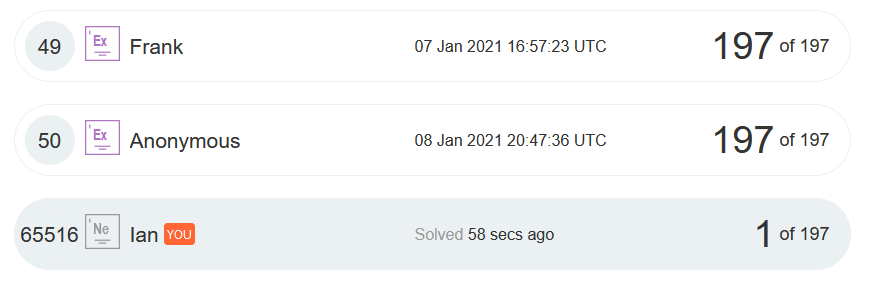 49 Ex Frank 07 Jan 2021 16:57:23 UTC 197 of 197
50 Ex Anonymous 08 Jan 2021 20:47:36 UTC 197 of 197
65516 Ne Ian YOU Solved 58 secs ago 1 of 197